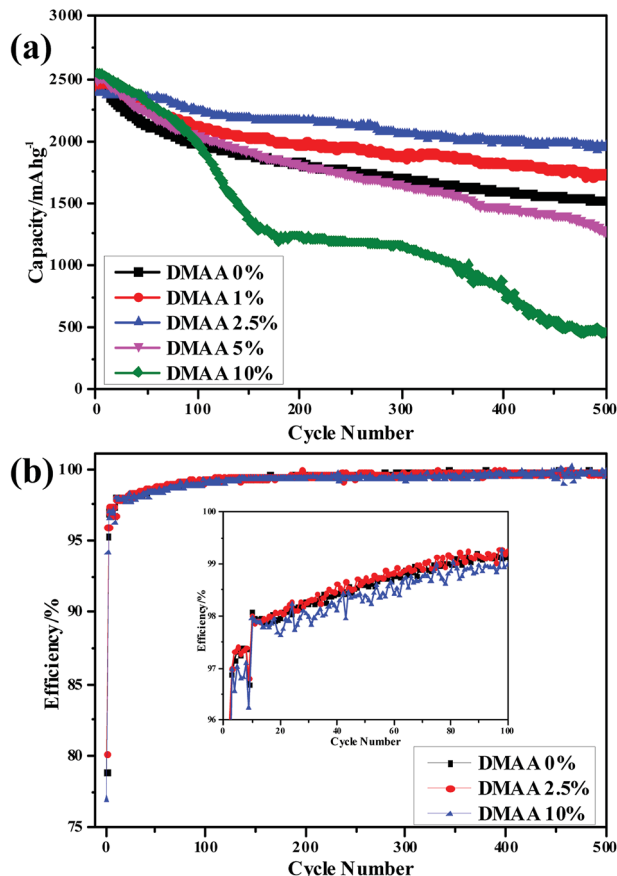 (a)
Capacity/mAhg-1
3000
2500
2000
1500
1000
500
0
DMAA 0%
DMAA 1%
DMAA 2.5%
DMAA 5%
DMAA 10%
0 100 200 300 400 500
Cycle Number
(b)
Efficiency/%
100
95
90
85
80
75
Efficiency/%
100
99
98
97
96
0 20 40 60 80 100
Cycle Number
DMAA 0%
DMAA 2.5%
DMAA 10%
0 100 200 300 400 500
Cycle Number